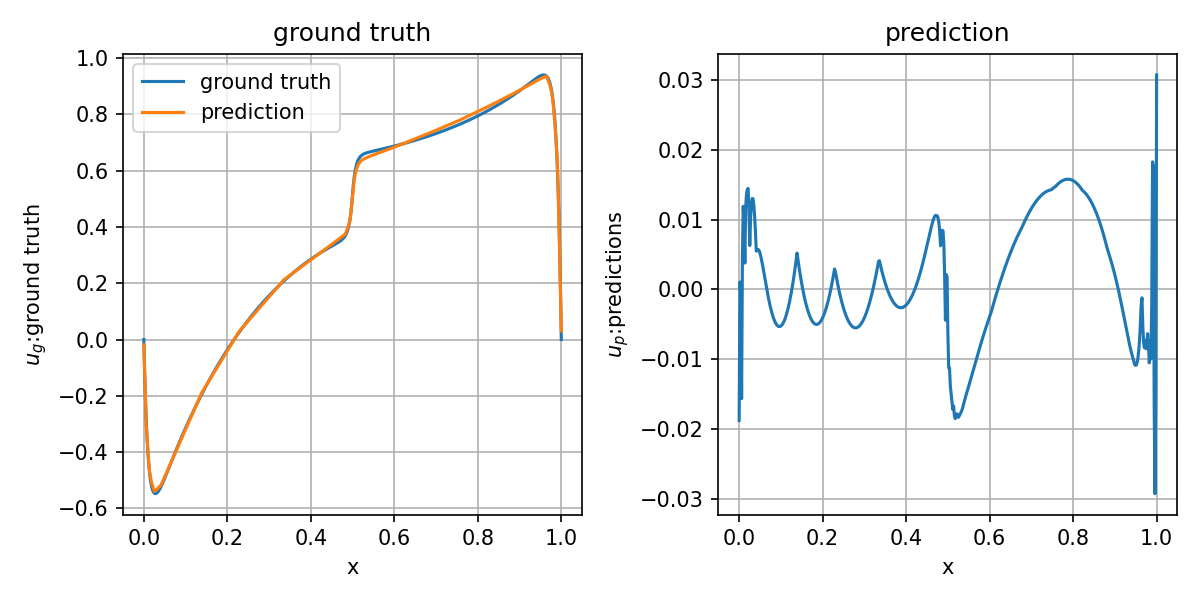 ground truth
1.0
0.8
0.6
0.4
0.2
0.0
−0.2
−0.4
−0.6
u_g:ground truth
ground truth
prediction
0.0 0.2 0.4 0.6 0.8 1.0
x
prediction
0.03
0.02
0.01
0.00
−0.01
−0.02
−0.03
u_p:predictions
0.0 0.2 0.4 0.6 0.8 1.0
x